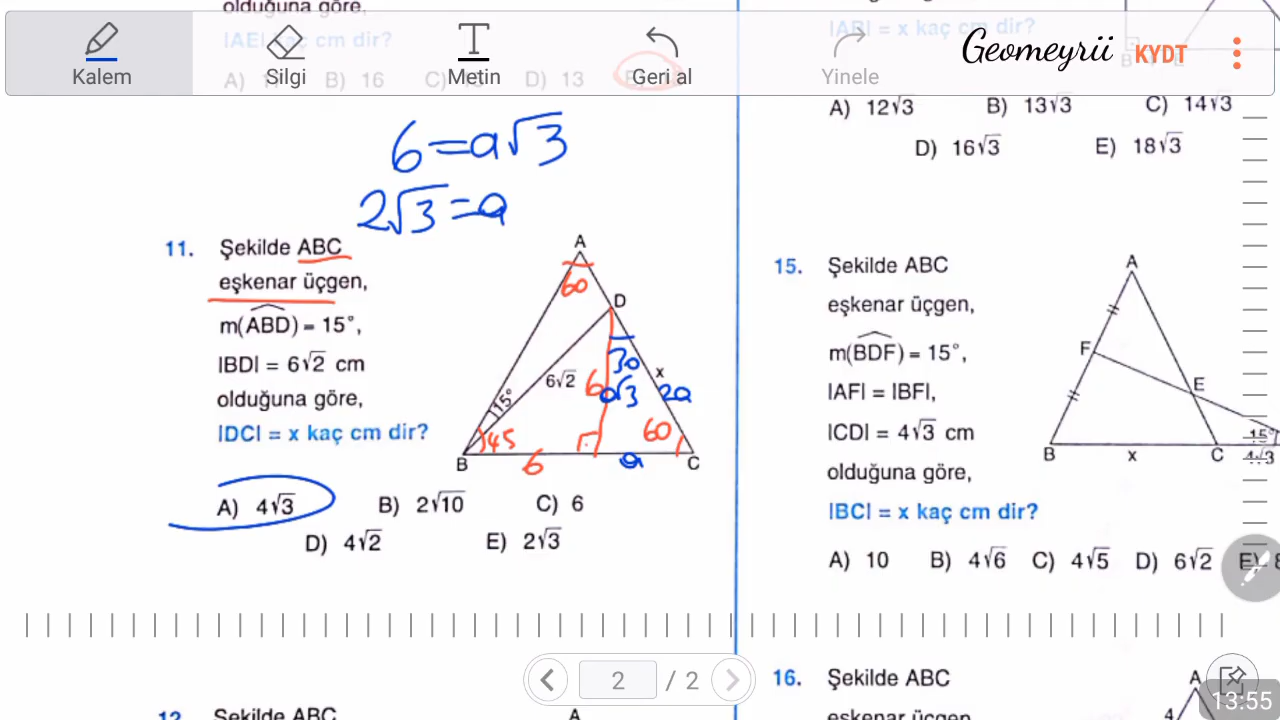 olduğuna göre,
|AE| kaç cm dir?
B) 16
C)
D) 13
Kalem
Silgi
Metin
Geri al
Yinele
Geomeyrii KYDT
|AB| = x kaç cm dir?
A) 12√3 B) 13√3 C) 14√3
D) 16√3 E) 18√3
6=a√3
2√3=a
11. Şekilde ABC
eşkenar üçgen,
m(ABD) = 15°,
|BD| = 6√2 cm
olduğuna göre,
|DC| = x kaç cm dir?
A) 4√3 B) 2√10 C) 6
D) 4√2 E) 2√3
A
60
D
30
6√2
6
a√3
x
2a
15°
45
60
B
6
a
C
15. Şekilde ABC
eşkenar üçgen,
m(BDF) = 15°,
|AF| = |BF|,
|CD| = 4√3 cm
olduğuna göre,
|BC| = x kaç cm dir?
A) 10 B) 4√6 C) 4√5 D) 6√2 E) 8
A
F
E
15°
B
x
C
4√3
2 / 2
12. Şekilde ABC
A
16. Şekilde ABC
eşkenar üçgen,
A
4
13:55